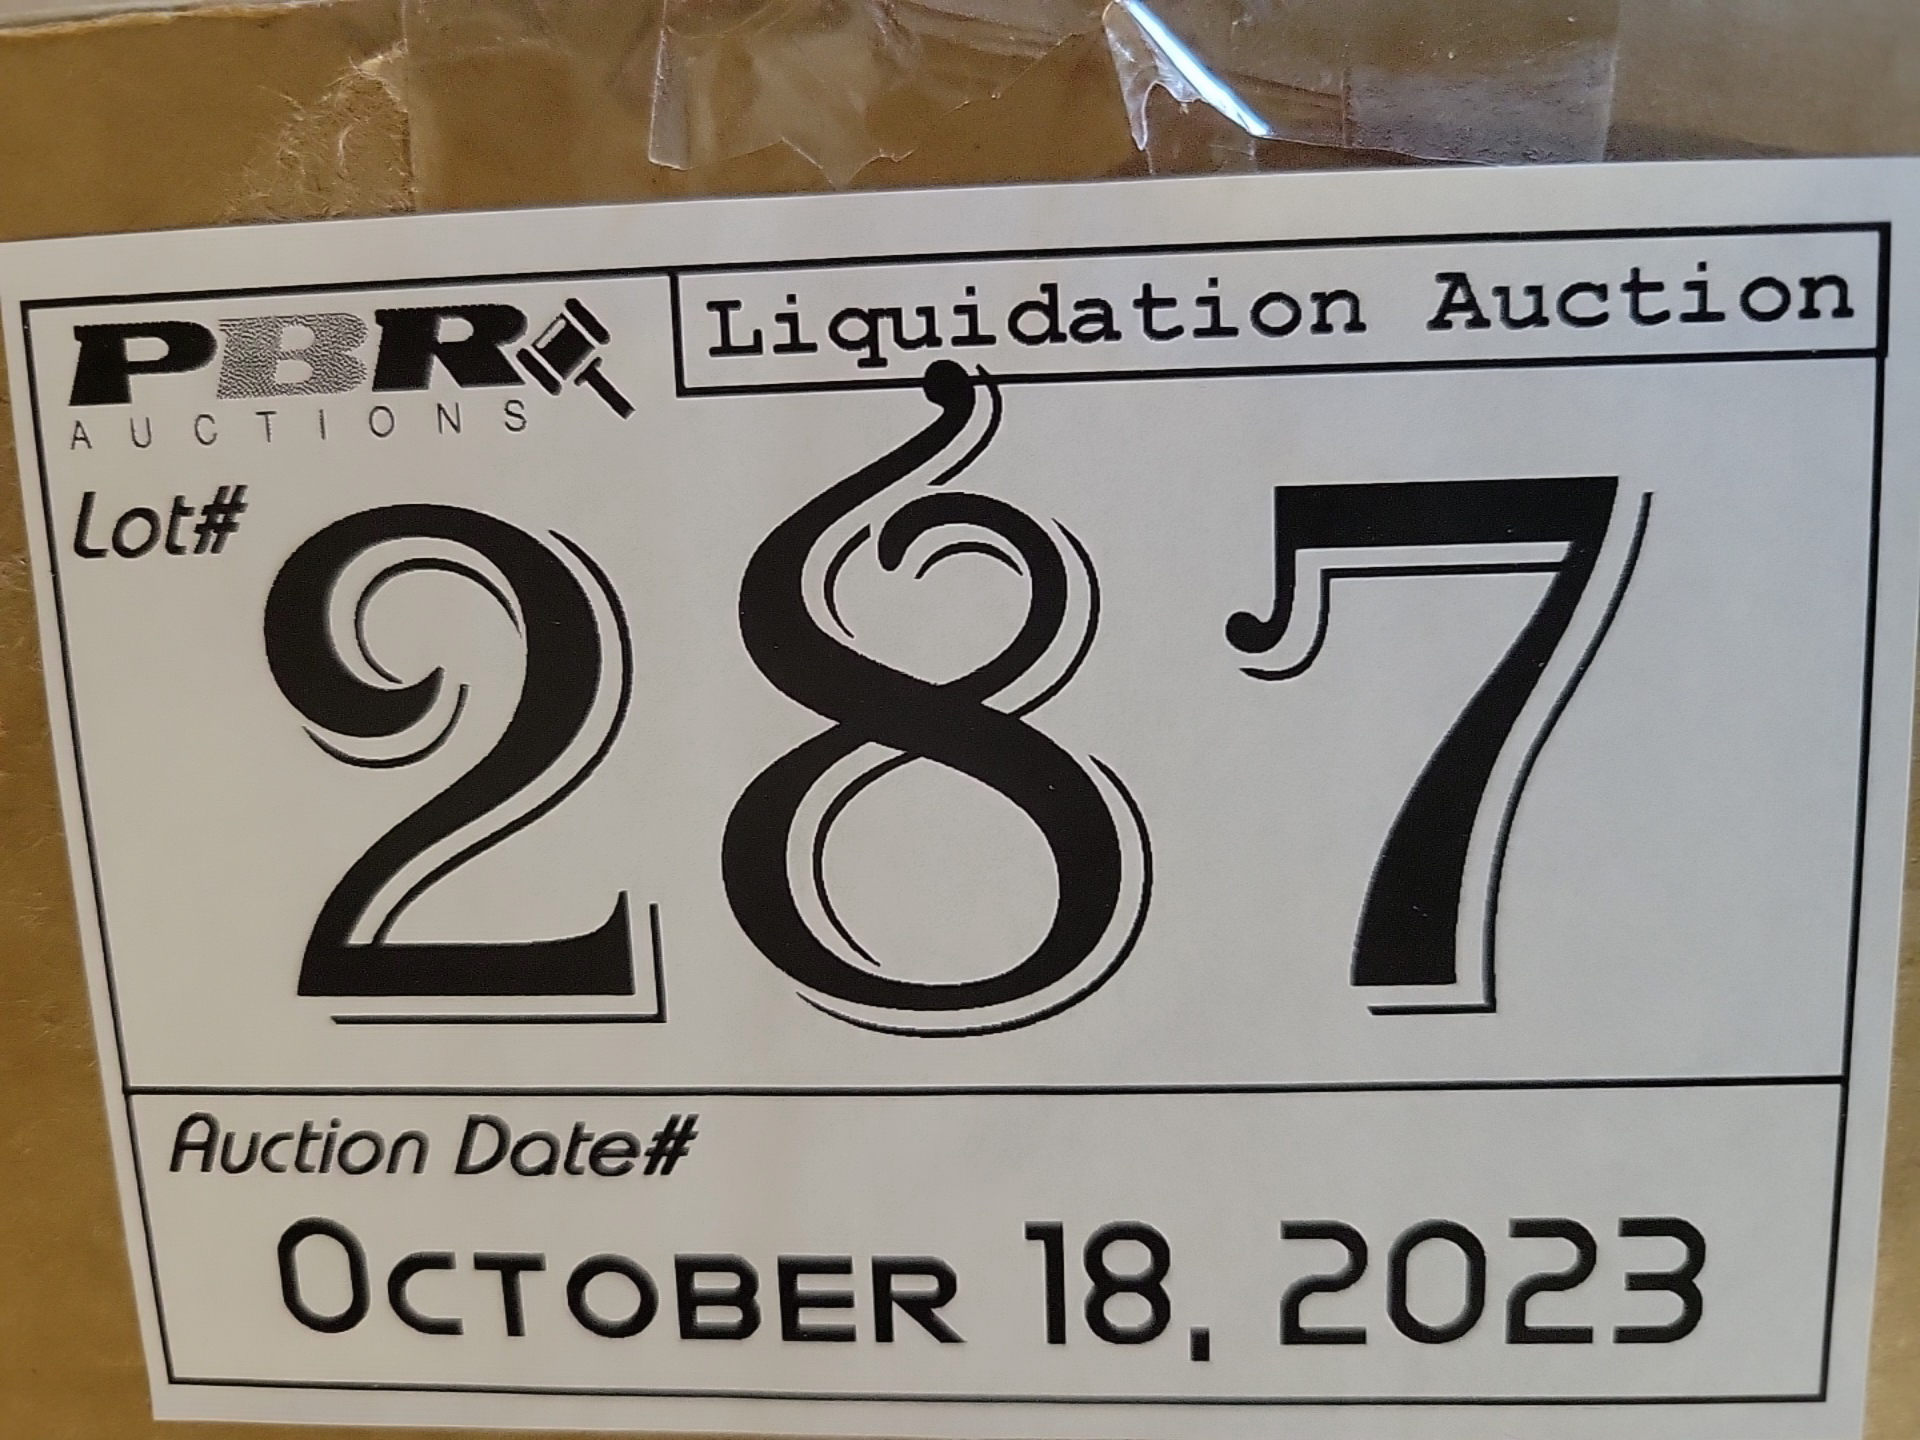 PBR
AUCTIONS
Liquidation Auction
Lot#
287
Auction Date#
October 18, 2023